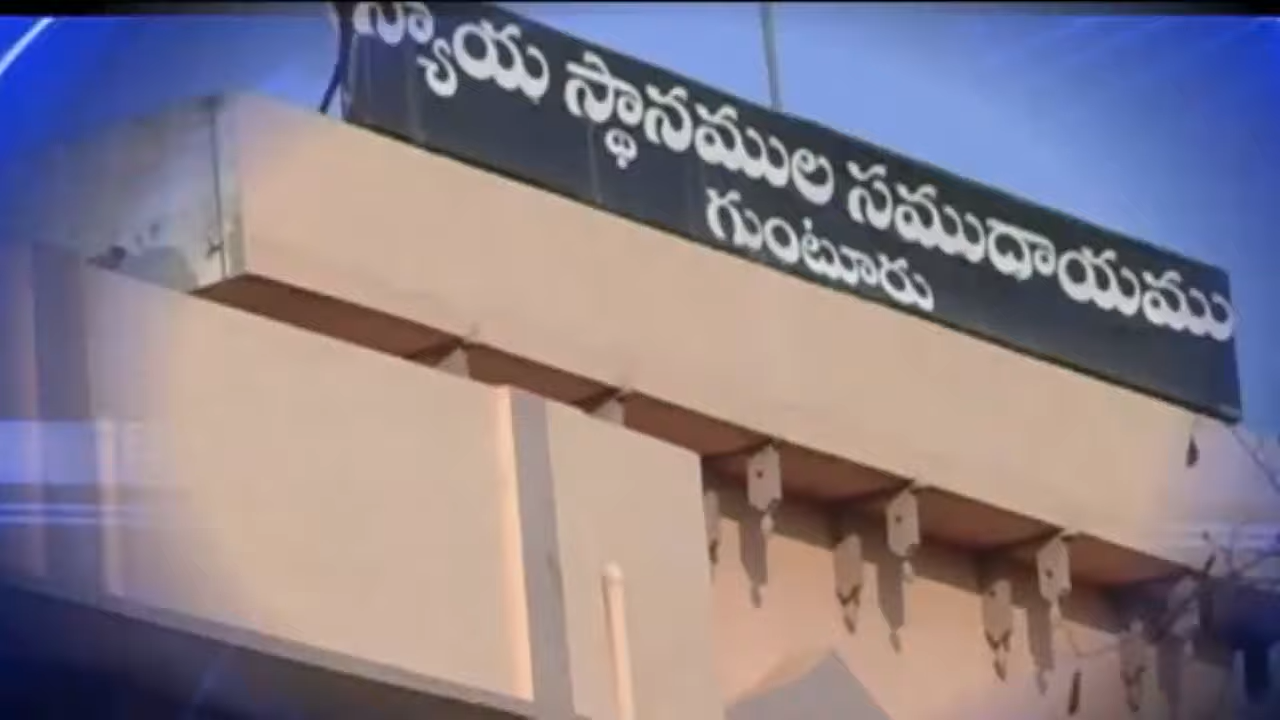 న్యాయ స్థానముల సముదాయము
గుంటూరు